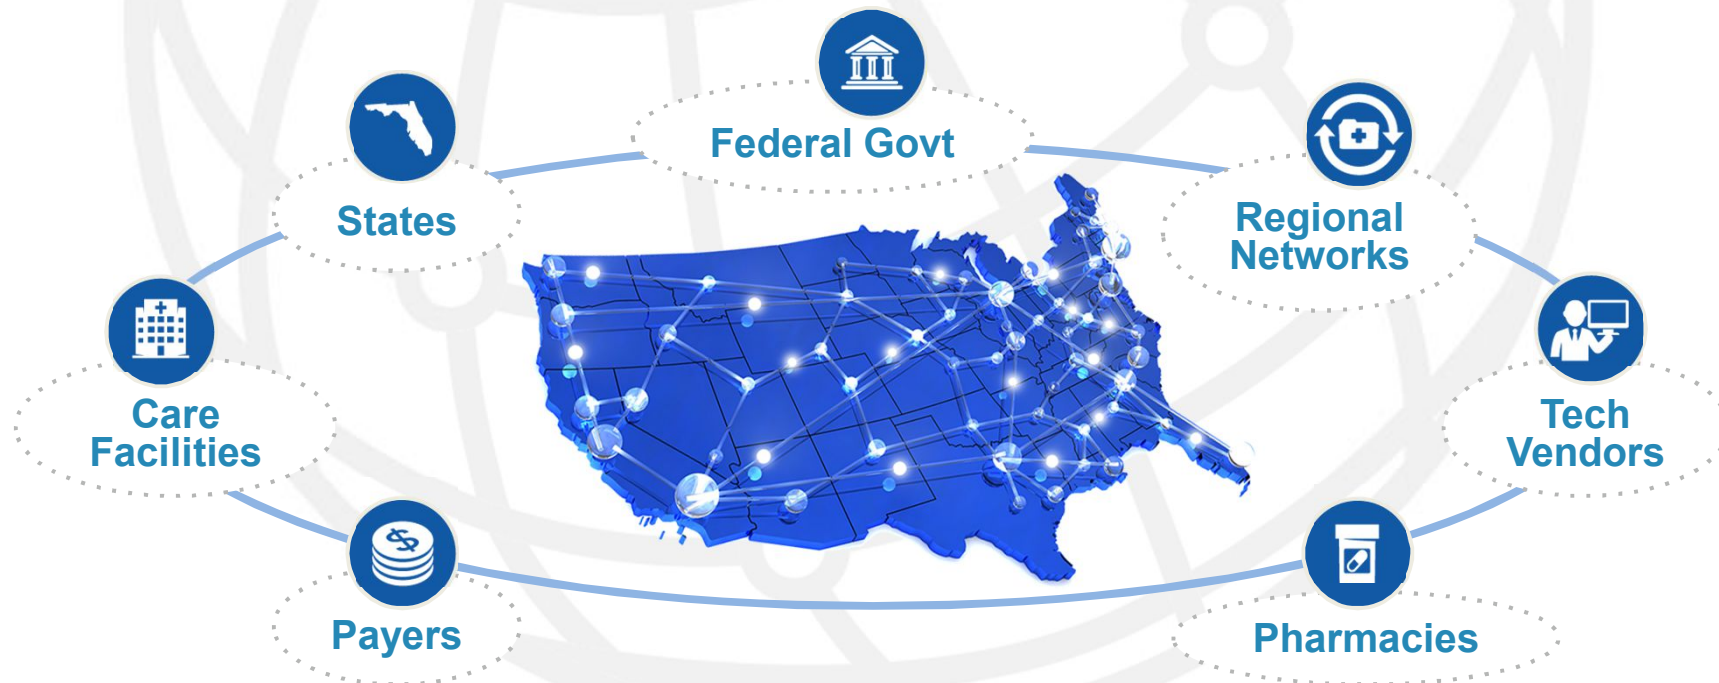 Federal Govt
States
Regional
Networks
Care
Facilities
Tech
Vendors
Payers
Pharmacies